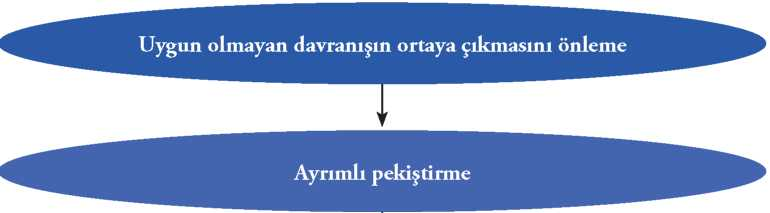 Uygun olmayan davranışın ortaya çıkmasını önleme
Ayrımlı pekiştirme